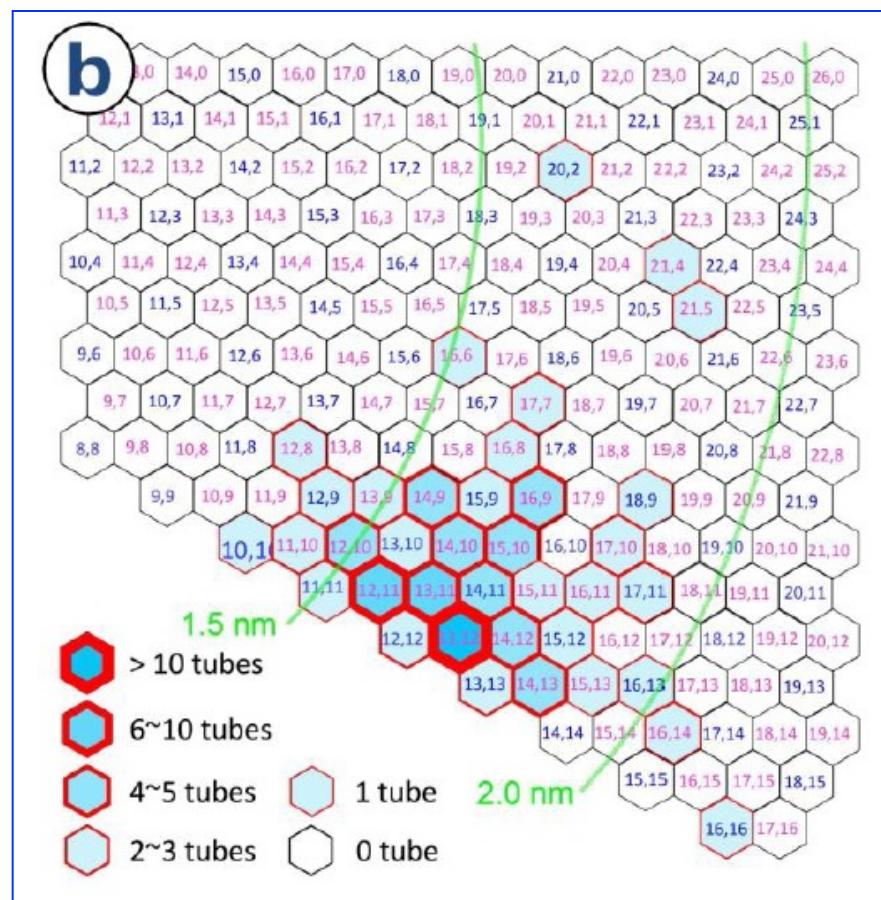 b
3,0 14,0 15,0 16,0 17,0 18,0 19,0 20,0 21,0 22,0 23,0 24,0 25,0 26,0
12,1 13,1 14,1 15,1 16,1 17,1 18,1 19,1 20,1 21,1 22,1 23,1 24,1 25,1
11,2 12,2 13,2 14,2 15,2 16,2 17,2 18,2 19,2 20,2 21,2 22,2 23,2 24,2 25,2
11,3 12,3 13,3 14,3 15,3 16,3 17,3 18,3 19,3 20,3 21,3 22,3 23,3 24,3
10,4 11,4 12,4 13,4 14,4 15,4 16,4 17,4 18,4 19,4 20,4 21,4 22,4 23,4 24,4
10,5 11,5 12,5 13,5 14,5 15,5 16,5 17,5 18,5 19,5 20,5 21,5 22,5 23,5
9,6 10,6 11,6 12,6 13,6 14,6 15,6 16,6 17,6 18,6 19,6 20,6 21,6 22,6 23,6
9,7 10,7 11,7 12,7 13,7 14,7 15,7 16,7 17,7 18,7 19,7 20,7 21,7 22,7
8,8 9,8 10,8 11,8 12,8 13,8 14,8 15,8 16,8 17,8 18,8 19,8 20,8 21,8 22,8
9,9 10,9 11,9 12,9 13,9 14,9 15,9 16,9 17,9 18,9 19,9 20,9 21,9
10,10 11,10 12,10 13,10 14,10 15,10 16,10 17,10 18,10 19,10 20,10 21,10
11,11 12,11 13,11 14,11 15,11 16,11 17,11 18,11 19,11 20,11
1.5 nm
12,12 13,12 14,12 15,12 16,12 17,12 18,12 19,12 20,12
> 10 tubes
13,13 14,13 15,13 16,13 17,13 18,13 19,13
6~10 tubes
14,14 15,14 16,14 17,14 18,14 19,14
4~5 tubes
1 tube
2.0 nm
15,15 16,15 17,15 18,15
2~3 tubes
0 tube
16,16 17,16